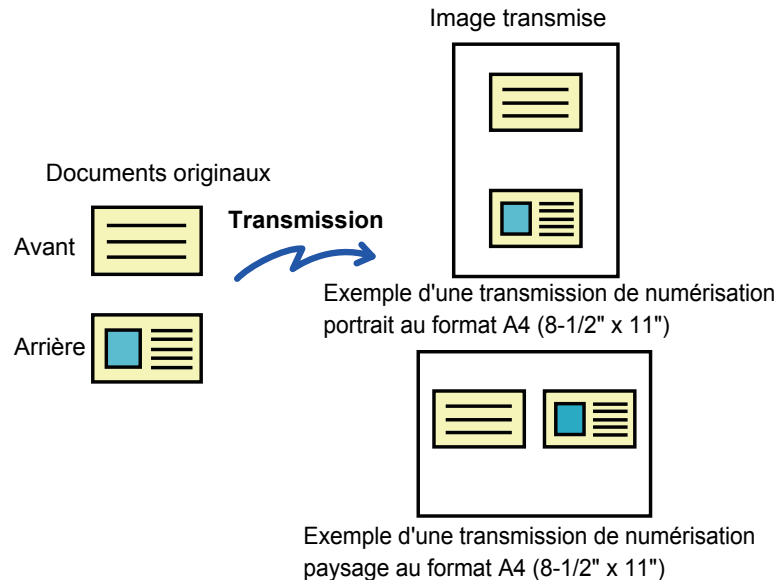 Image transmise
Documents originaux
Transmission
Avant
Arrière
Exemple d'une transmission de numérisation
portrait au format A4 (8-1/2" x 11")
Exemple d'une transmission de numérisation
paysage au format A4 (8-1/2" x 11")